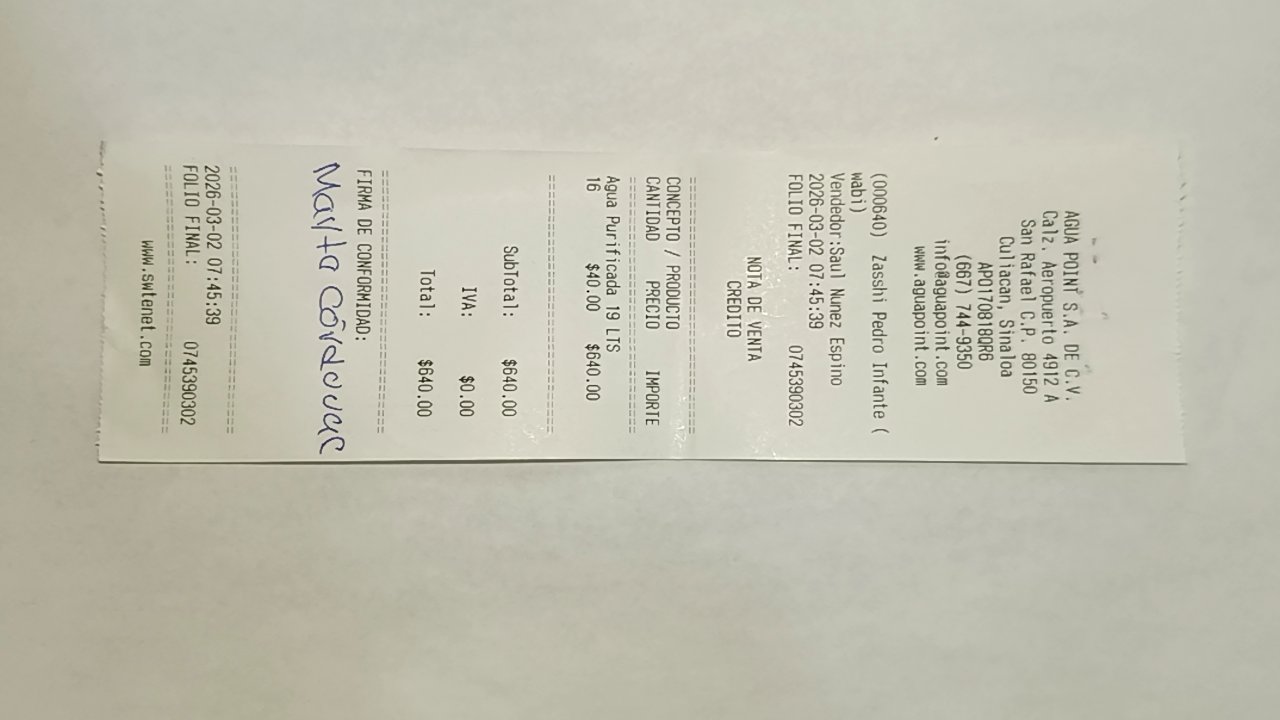 AGUA POINT S.A. DE C.V.
Calz. Aeropuerto 4912 A
San Rafael C.P. 80150
Culiacan, Sinaloa
APO170818QR6
(667) 744-9350
info@aguapoint.com
www.aguapoint.com
(000640) Zasshi Pedro Infante (
wabi)
Vendedor:Saul Nunez Espino
2026-03-02 07:45:39
FOLIO FINAL: 0745390302
NOTA DE VENTA
CREDITO
==============================
CONCEPTO / PRODUCTO
CANTIDAD PRECIO IMPORTE
==============================
Agua Purificada 19 LTS
16 $40.00 $640.00
==============================
SubTotal: $640.00
IVA: $0.00
Total: $640.00
==============================
FIRMA DE CONFORMIDAD:
Marta Córdova
==============================
2026-03-02 07:45:39
FOLIO FINAL: 0745390302
==============================
www.swtenet.com